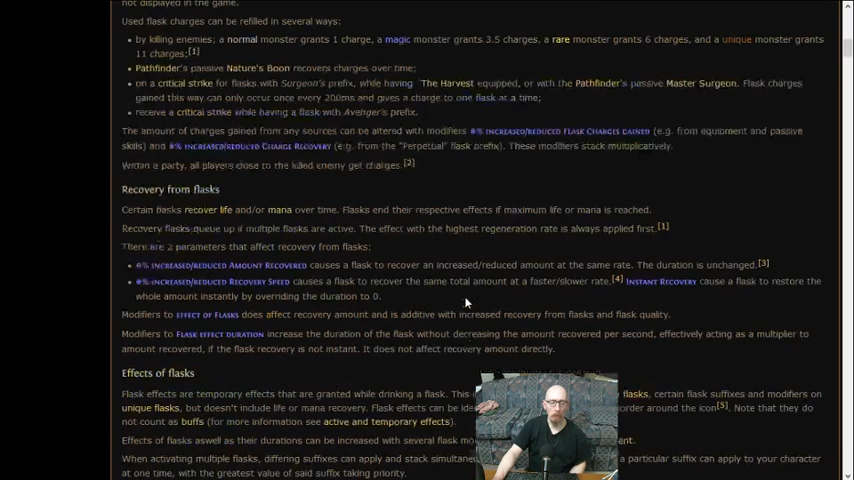 not displayed in the game.
Used flask charges can be refilled in several ways:
by killing enemies; a normal monster grants 1 charge, a magic monster grants 3.5 charges, a rare monster grants 6 charges, and a unique monster grants
11 charges;[1]
Pathfinder's passive Nature's Boon recovers charges over time;
on a critical strike for flasks with Surgeon's prefix, while having The Harvest equipped, or with the Pathfinder's passive Master Surgeon. Flask charges
gained this way can only occur once every 200ms and gives a charge to one flask at a time;
receive a critical strike while having a flask with Avenger's prefix.
The amount of charges gained from any sources can be altered with modifiers #% increased/reduced Flask Charges gained (e.g. from equipment and passive
skills) and #% increased/reduced Charge Recovery (e.g. from the "Perpetual" flask prefix). These modifiers stack multiplicatively.
Within a party, all players close to the killed enemy get charges.[2]
Recovery from flasks
Certain flasks recover life and/or mana over time. Flasks end their respective effects if maximum life or mana is reached.
Recovery flasks queue up if multiple flasks are active. The effect with the highest regeneration rate is always applied first.[1]
There are 2 parameters that affect recovery from flasks:
#% increased/reduced Amount Recovered causes a flask to recover an increased/reduced amount at the same rate. The duration is unchanged.[3]
#% increased/reduced Recovery Speed causes a flask to recover the same total amount at a faster/slower rate.[4] Instant Recovery cause a flask to restore the
whole amount instantly by overriding the duration to 0.
Modifiers to effect of Flasks does affect recovery amount and is additive with increased recovery from flasks and flask quality.
Modifiers to Flask effect duration increase the duration of the flask without decreasing the amount recovered per second, effectively acting as a multiplier to
amount recovered, if the flask recovery is not instant. It does not affect recovery amount directly.
Effects of flasks
Flask effects are temporary effects that are granted while drinking a flask. This flasks, certain flask suffixes and modifiers on
unique flasks, but doesn't include life or mana recovery. Flask effects can be order around the icon[5]. Note that they do
not count as buffs (for more information see active and temporary effects).
Effects of flasks aswell as their durations can be increased with several flask
When activating multiple flasks, differing suffixes can apply and stack a particular suffix can apply to your character
at one time, with the greatest value of said suffix taking priority.